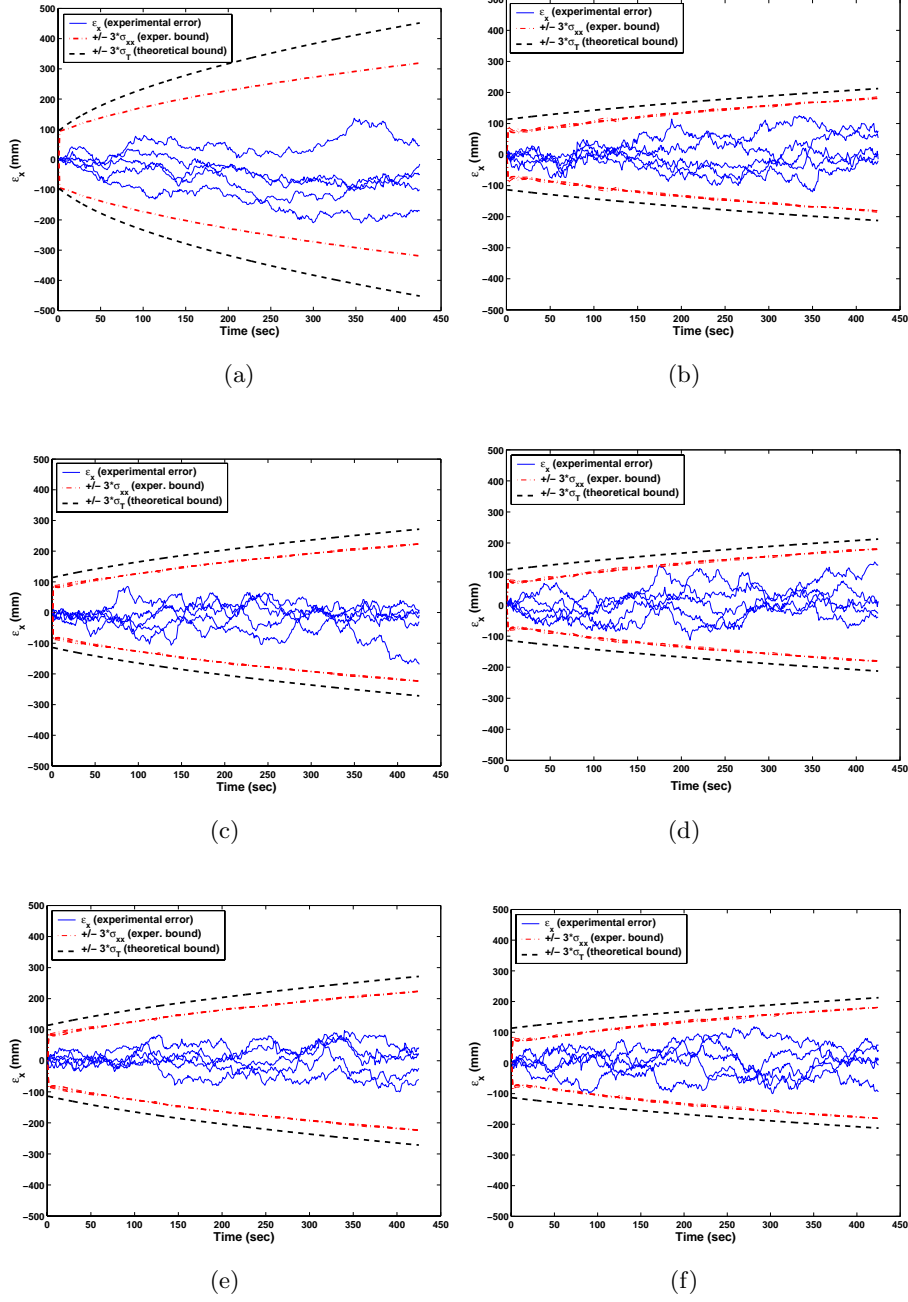 500
400
300
200
100
0
−100
−200
−300
−400
−500
0 50 100 150 200 250 300 350 400 450
ε_x (mm)
Time (sec)
ε_x (experimental error)
+/− 3*σ_xx (exper. bound)
+/− 3*σ_T (theoretical bound)
(a)
+/− 3*σ_xx (exper. bound)
+/− 3*σ_T (theoretical bound)
400
300
200
100
0
−100
−200
−300
−400
−500
0 50 100 150 200 250 300 350 400 450
ε_x (mm)
Time (sec)
(b)
500
400
300
200
100
0
−100
−200
−300
−400
−500
0 50 100 150 200 250 300 350 400 450
ε_x (mm)
Time (sec)
ε_x (experimental error)
+/− 3*σ_xx (exper. bound)
+/− 3*σ_T (theoretical bound)
(c)
500
400
300
200
100
0
−100
−200
−300
−400
−500
0 50 100 150 200 250 300 350 400 450
ε_x (mm)
Time (sec)
ε_x (experimental error)
+/− 3*σ_xx (exper. bound)
+/− 3*σ_T (theoretical bound)
(d)
500
400
300
200
100
0
−100
−200
−300
−400
−500
0 50 100 150 200 250 300 350 400 450
ε_x (mm)
Time (sec)
ε_x (experimental error)
+/− 3*σ_xx (exper. bound)
+/− 3*σ_T (theoretical bound)
(e)
500
400
300
200
100
0
−100
−200
−300
−400
−500
0 50 100 150 200 250 300 350 400 450
ε_x (mm)
Time (sec)
ε_x (experimental error)
+/− 3*σ_xx (exper. bound)
+/− 3*σ_T (theoretical bound)
(f)